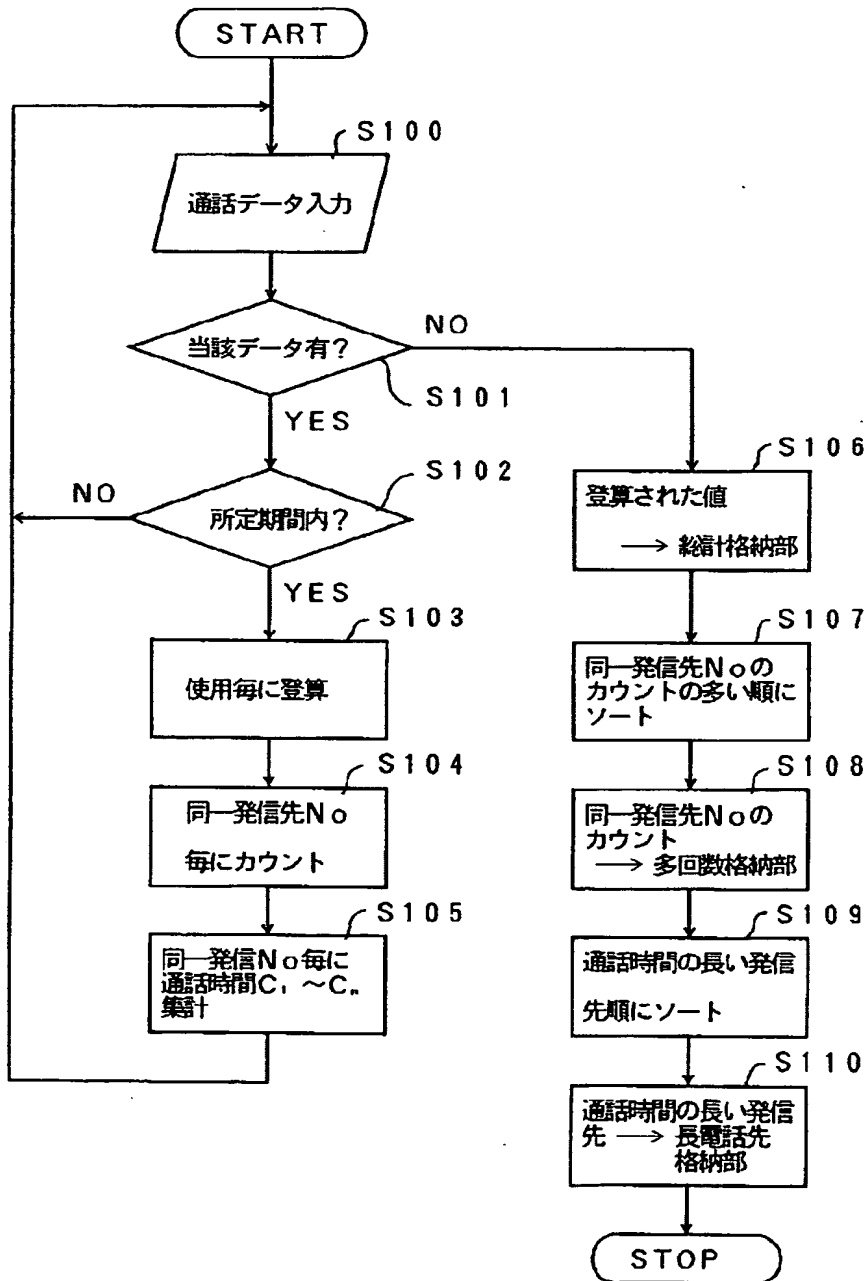 START
S100
通話データ入力
当該データ有?
NO
S101
YES
S102
所定期間内?
NO
YES
S103
使用毎に登算
S104
同一発信先No
毎にカウント
S105
同一発信No毎に
通話時間C₁~Cₙ
集計
S106
登算された値
→ 総計格納部
S107
同一発信先Noの
カウントの多い順に
ソート
S108
同一発信先Noの
カウント
→ 多回数格納部
S109
通話時間の長い発信
先順にソート
S110
通話時間の長い発信
先 → 長電話先
格納部
STOP